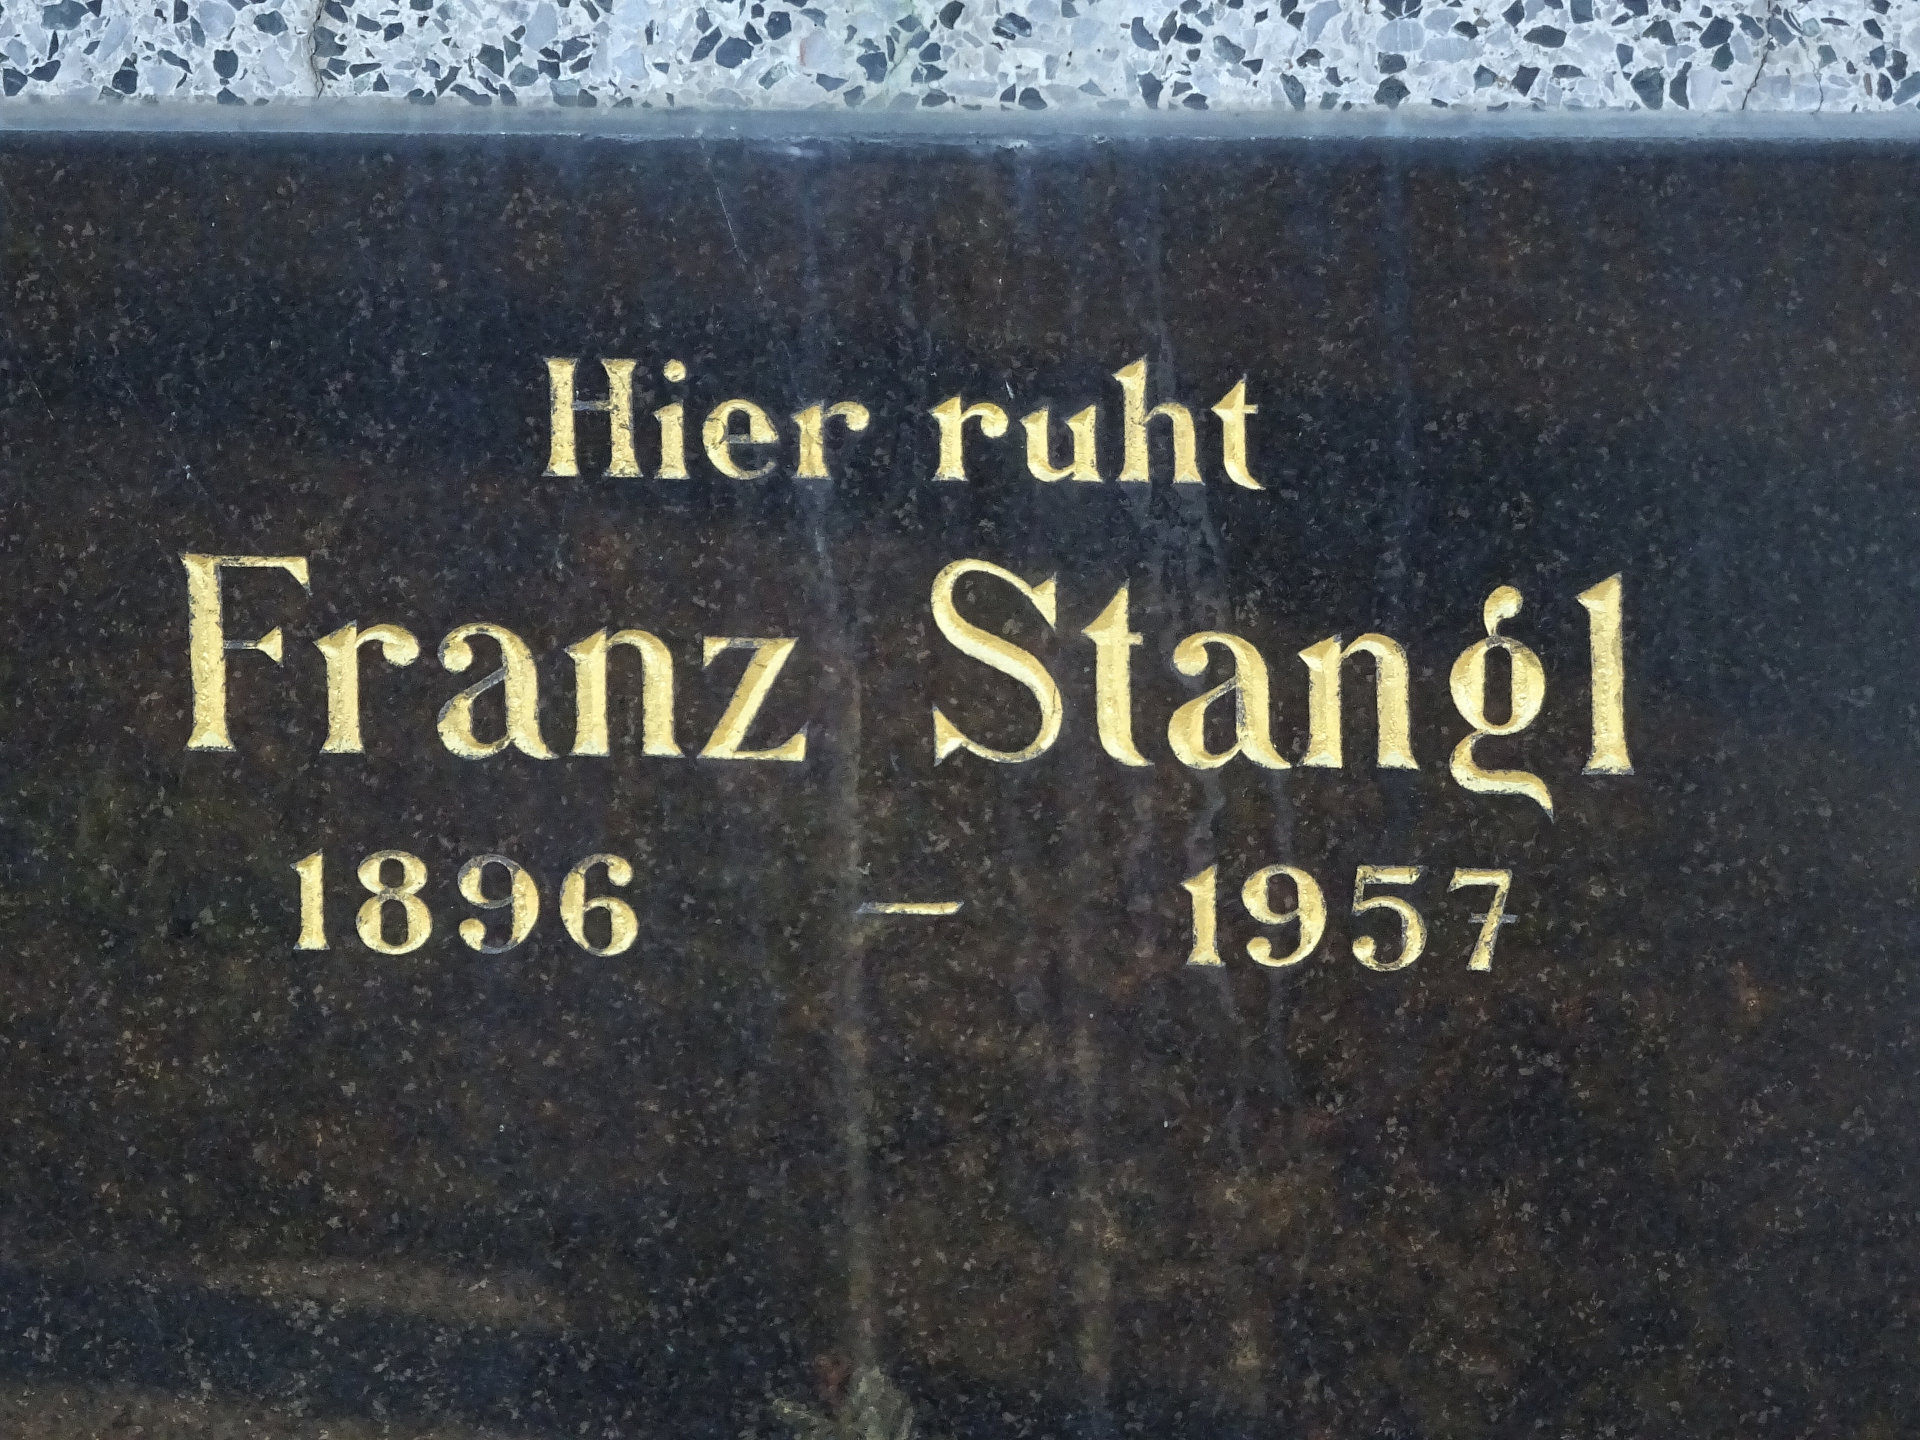 Hier ruht
Franz Stangl
1896 – 1957